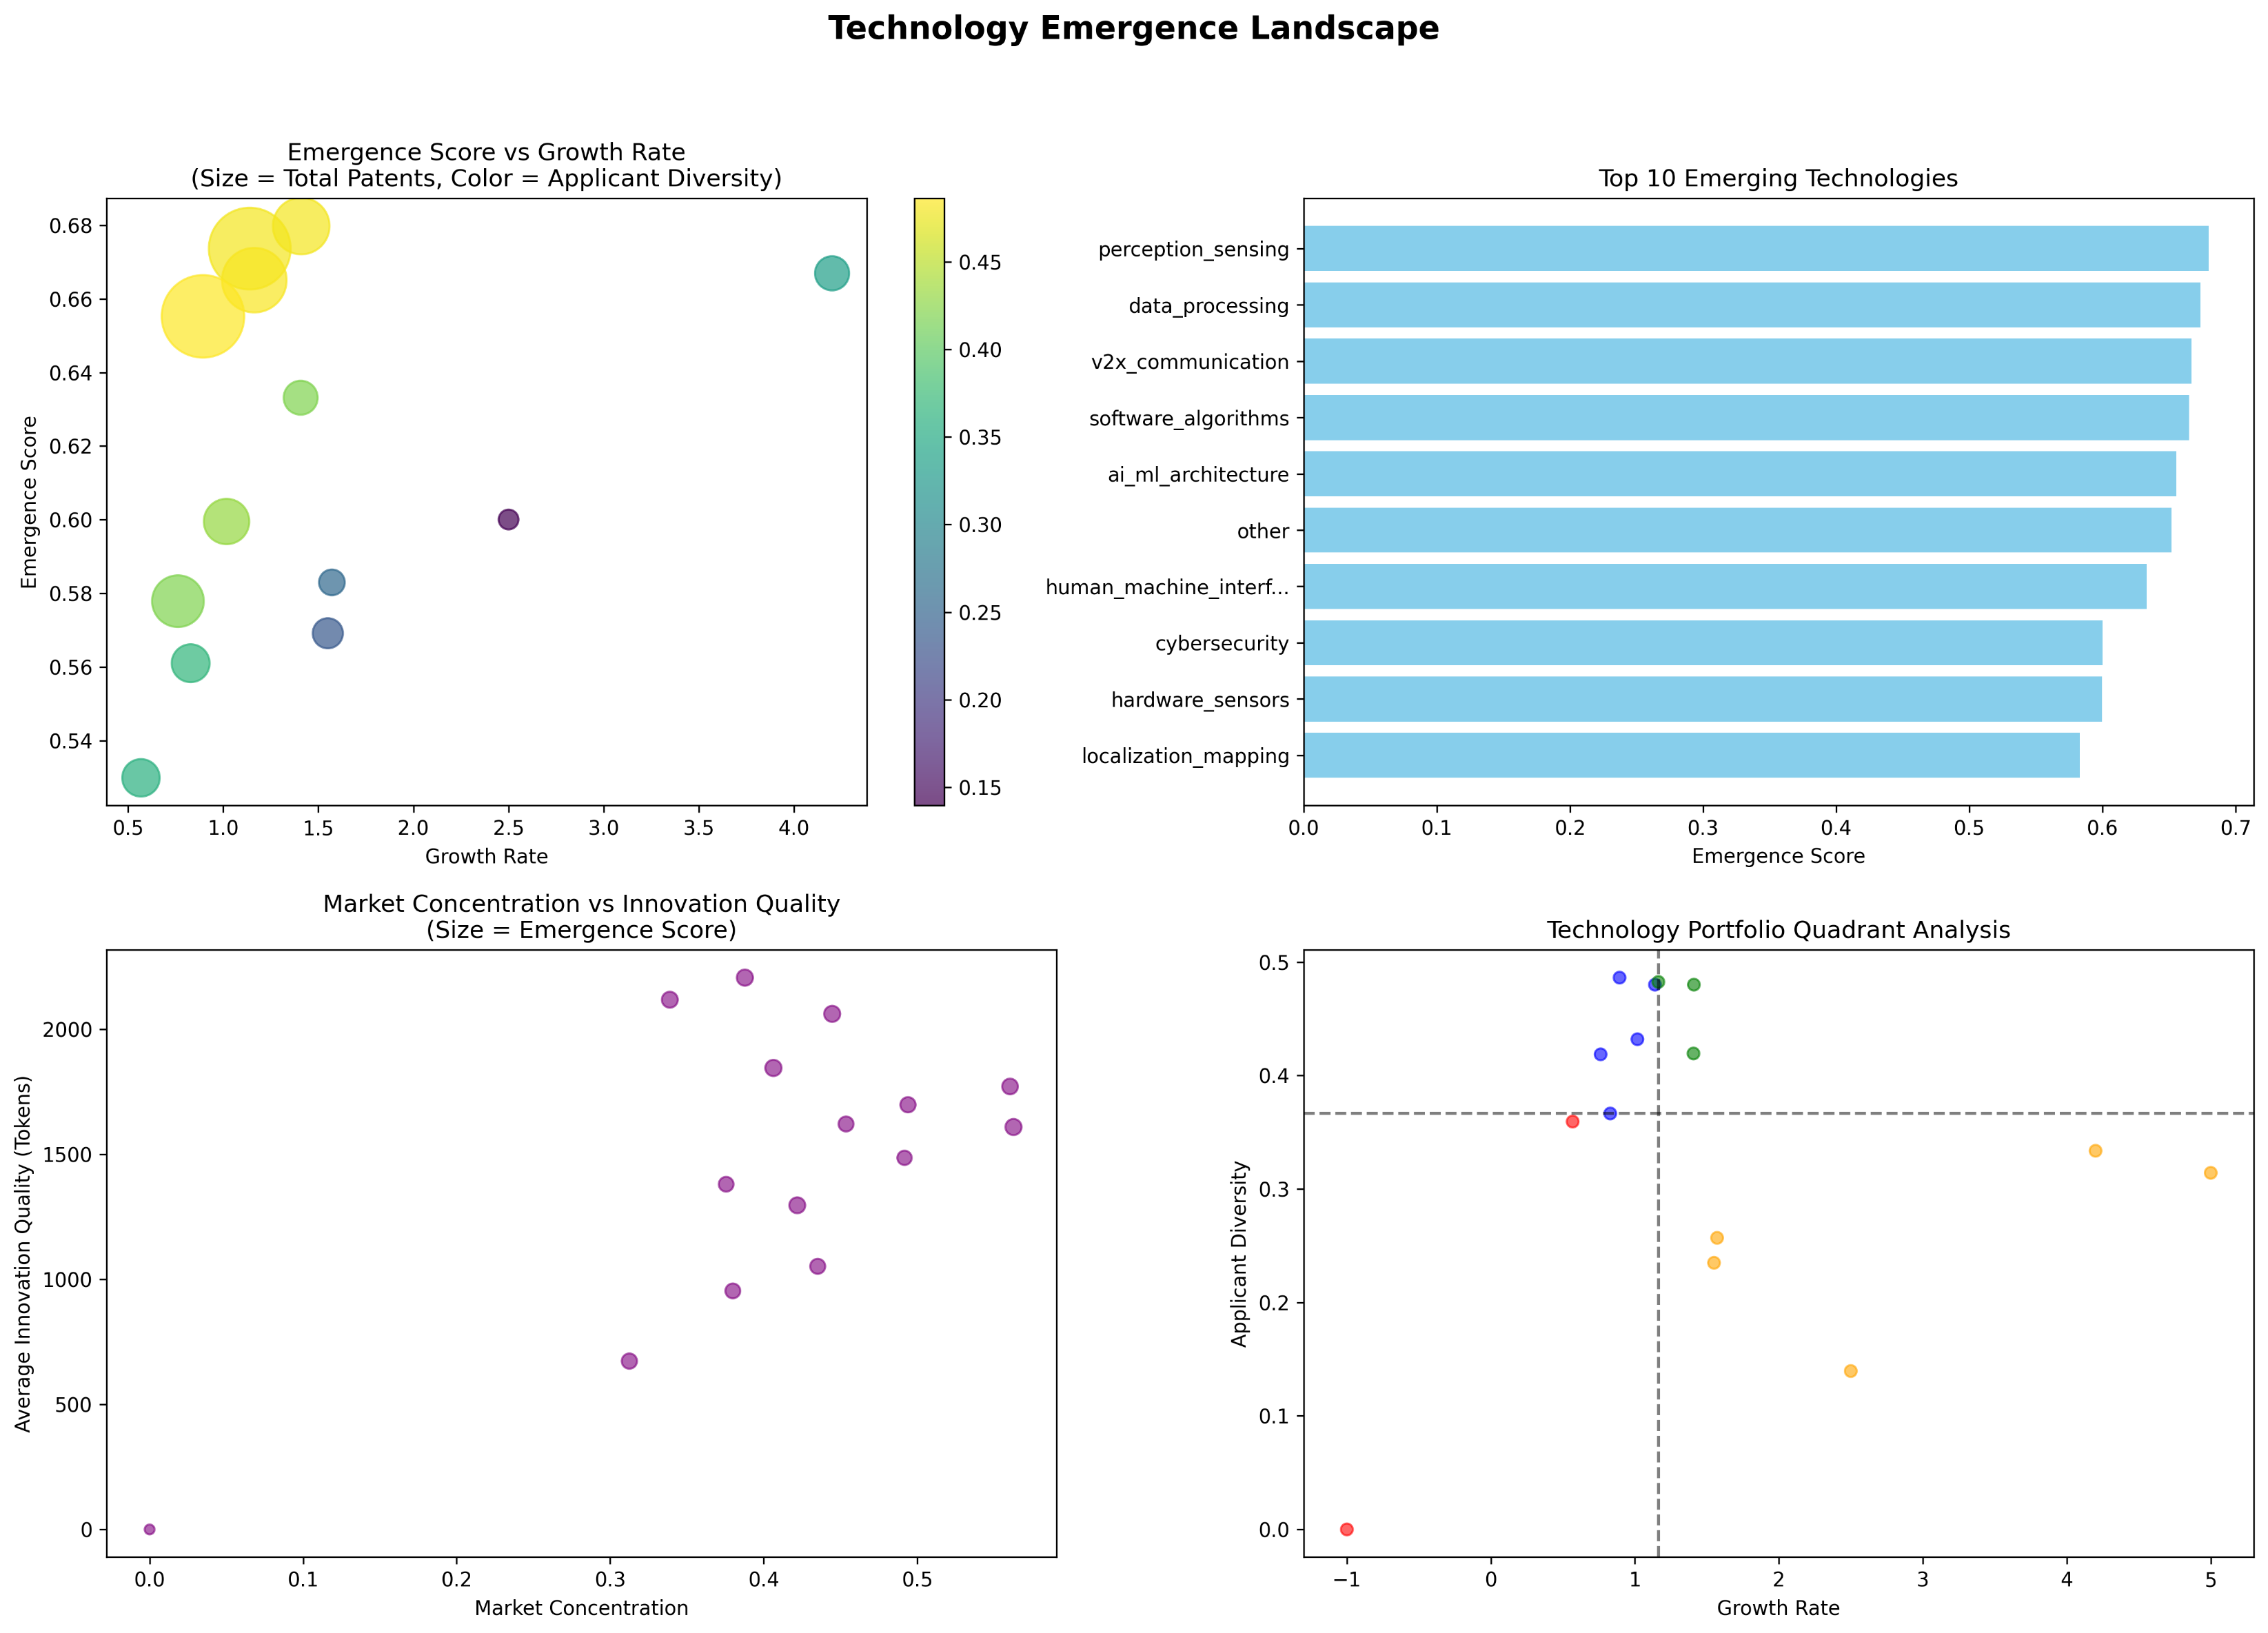 Technology Emergence Landscape
Emergence Score vs Growth Rate
(Size = Total Patents, Color = Applicant Diversity)
0.68
0.66
0.64
0.62
0.60
0.58
0.56
0.54
Emergence Score
0.5 1.0 1.5 2.0 2.5 3.0 3.5 4.0
Growth Rate
0.45
0.40
0.35
0.30
0.25
0.20
0.15
Top 10 Emerging Technologies
perception_sensing
data_processing
v2x_communication
software_algorithms
ai_ml_architecture
other
human_machine_interf...
cybersecurity
hardware_sensors
localization_mapping
0.0 0.1 0.2 0.3 0.4 0.5 0.6 0.7
Emergence Score
Market Concentration vs Innovation Quality
(Size = Emergence Score)
2000
1500
1000
500
0
Average Innovation Quality (Tokens)
0.0 0.1 0.2 0.3 0.4 0.5
Market Concentration
Technology Portfolio Quadrant Analysis
0.5
0.4
0.3
0.2
0.1
0.0
Applicant Diversity
−1 0 1 2 3 4 5
Growth Rate